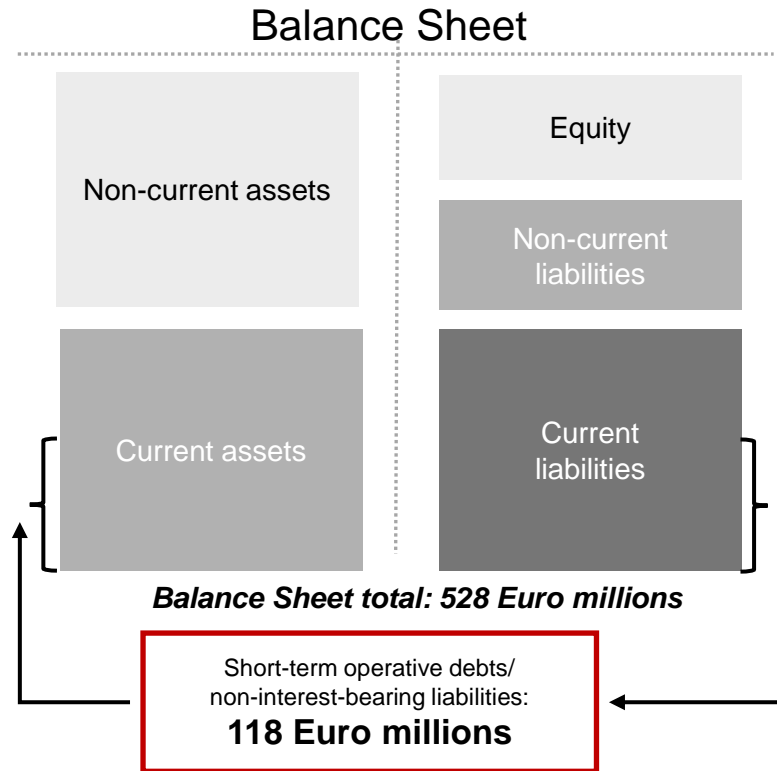 Balance Sheet
Non-current assets
Equity
Non-current
liabilities
Current assets
Current
liabilities
Balance Sheet total: 528 Euro millions
Short-term operative debts/
non-interest-bearing liabilities:
118 Euro millions